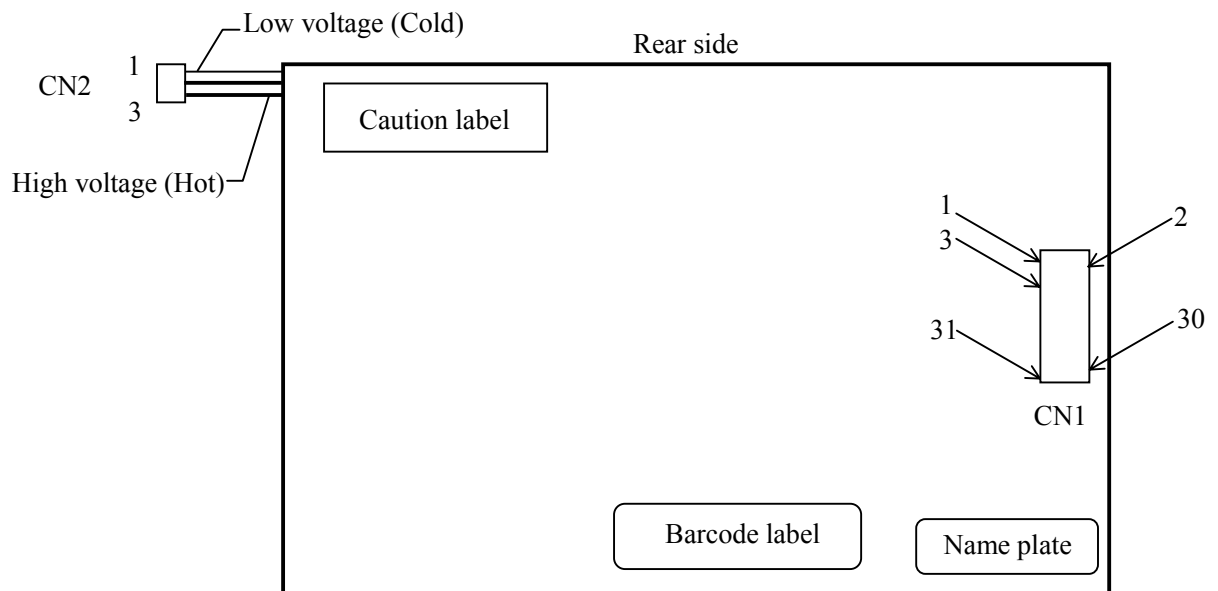 Low voltage (Cold)
Rear side
1
CN2
3
Caution label
High voltage (Hot)
1
2
3
31
30
CN1
Barcode label
Name plate